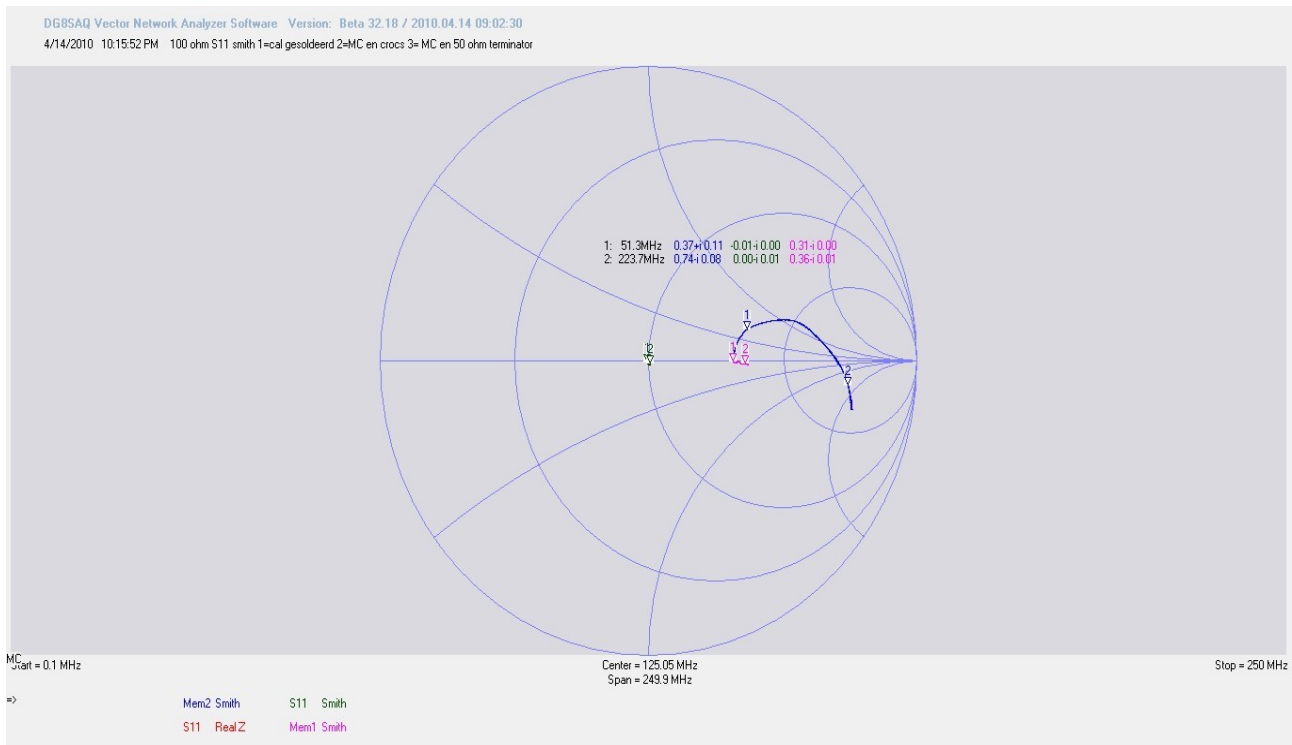 DG8SAQ Vector Network Analyzer Software Version: Beta 32.18 / 2010.04.14 09:02:30
4/14/2010 10:15:52 PM 100 ohm S11 smith 1=cal gesoldeerd 2=MC en crocs 3= MC en 50 ohm terminator
1: 51.3MHz 0.37+i 0.11 -0.01-i 0.00 0.31-i 0.00
2: 223.7MHz 0.74-i 0.08 0.00-i 0.01 0.36-i 0.01
1
1 2
2
2
MC
Start = 0.1 MHz Center = 125.05 MHz Stop = 250 MHz
Span = 249.9 MHz
=>
Mem2 Smith S11 Smith
S11 Real Z Mem1 Smith